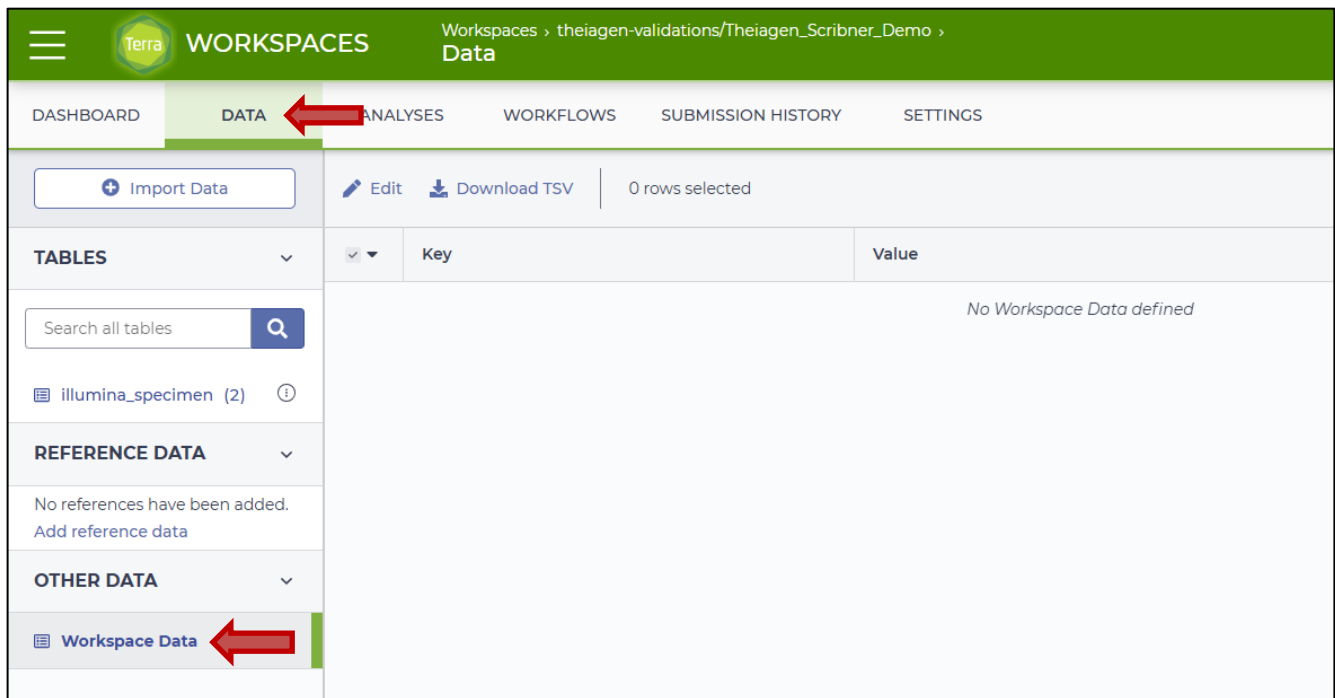 Terra
WORKSPACES
Workspaces › theiagen-validations/Theiagen_Scribner_Demo ›
Data
DASHBOARD DATA ANALYSES WORKFLOWS SUBMISSION HISTORY SETTINGS
Import Data
Edit Download TSV 0 rows selected
TABLES
Key Value
Search all tables
No Workspace Data defined
illumina_specimen (2)
REFERENCE DATA
No references have been added.
Add reference data
OTHER DATA
Workspace Data